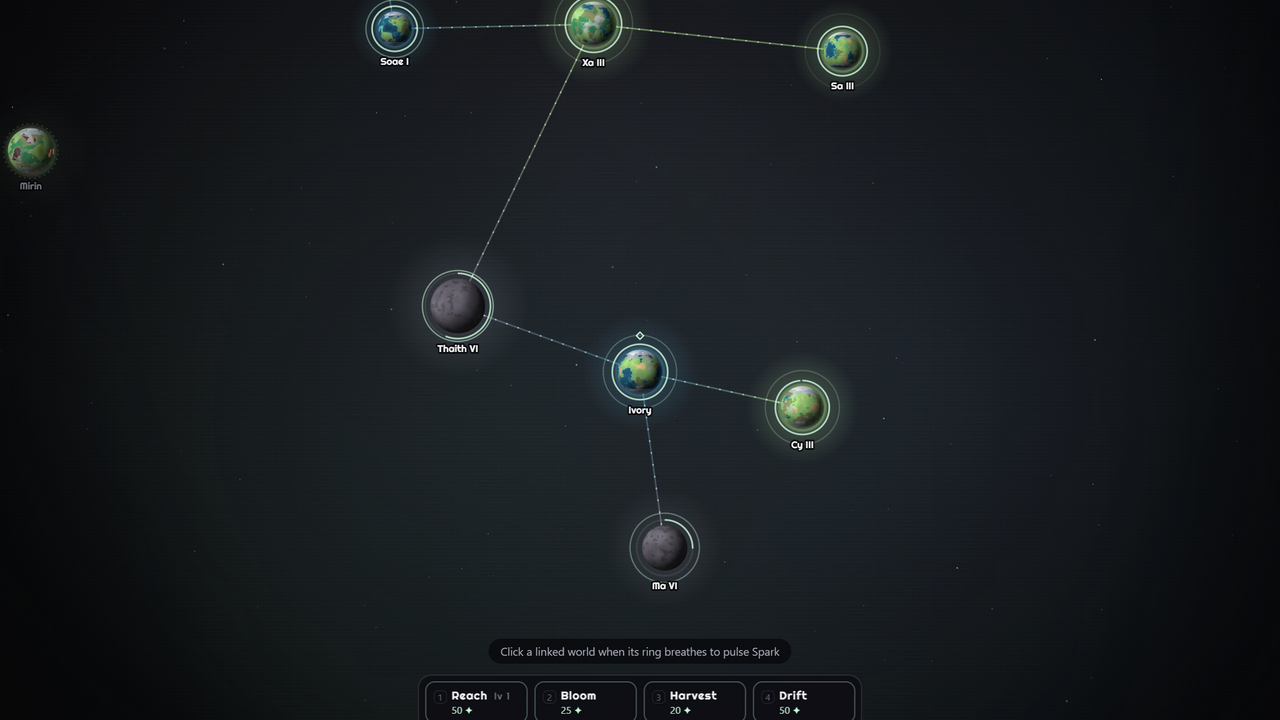 Soae I
Xa III
Sa III
Mirin
Thaith VI
Ivory
Cy III
Ma VI
Click a linked world when its ring breathes to pulse Spark
1 Reach lv 1
50
2 Bloom
25
3 Harvest
20
4 Drift
50